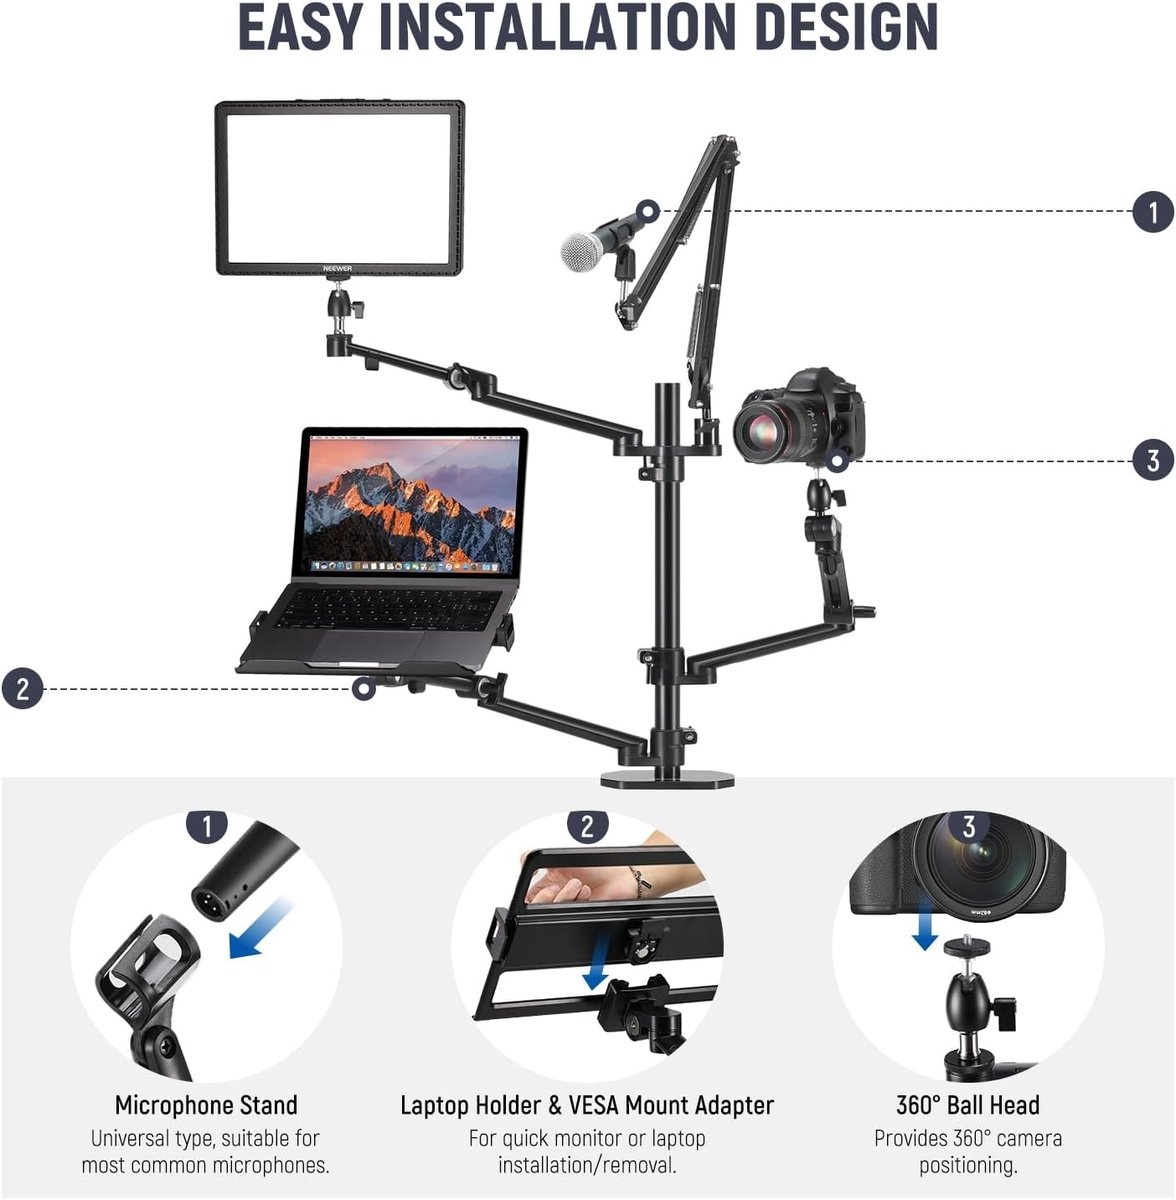 EASY INSTALLATION DESIGN
NEEWER
1
3
2
1
2
3
ø82mm
Microphone Stand
Universal type, suitable for
most common microphones.
Laptop Holder & VESA Mount Adapter
For quick monitor or laptop
installation/removal.
360° Ball Head
Provides 360° camera
positioning.